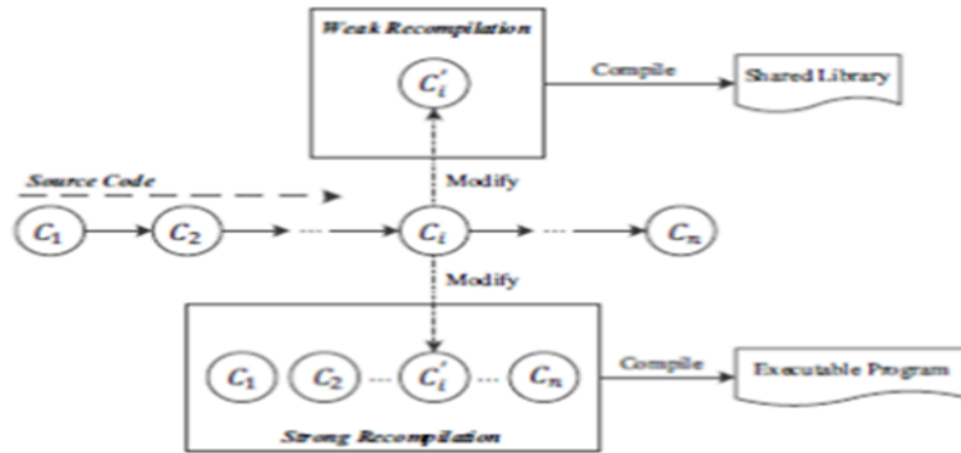 Weak Recompilation
C'ᵢ
Compile
Shared Library
Source Code
Modify
C₁ C₂ ... Cᵢ ... Cₙ
Modify
C₁ C₂ ... C'ᵢ ... Cₙ
Compile
Executable Program
Strong Recompilation